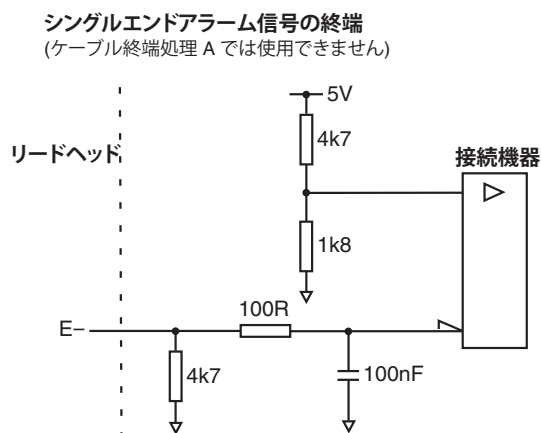 シングルエンドアラーム信号の終端
(ケーブル終端処理 A では使用できません)
5V
4k7
リードヘッド
接続機器
1k8
100R
E−
4k7
100nF